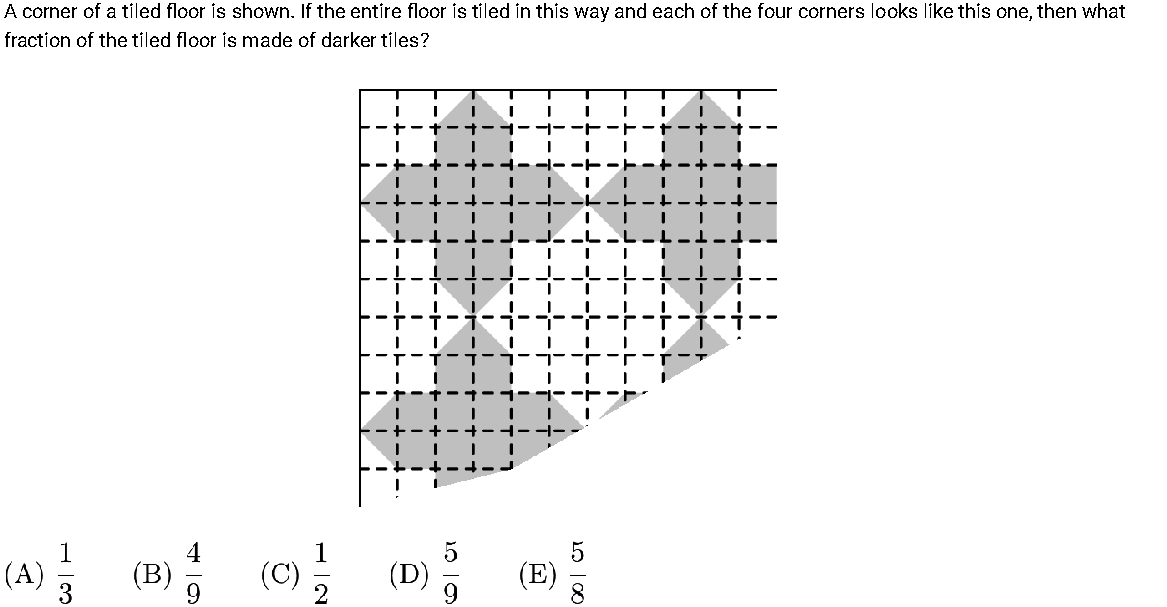 A corner of a tiled floor is shown. If the entire floor is tiled in this way and each of the four corners looks like this one, then what
fraction of the tiled floor is made of darker tiles?
(A) 1/3 (B) 4/9 (C) 1/2 (D) 5/9 (E) 5/8